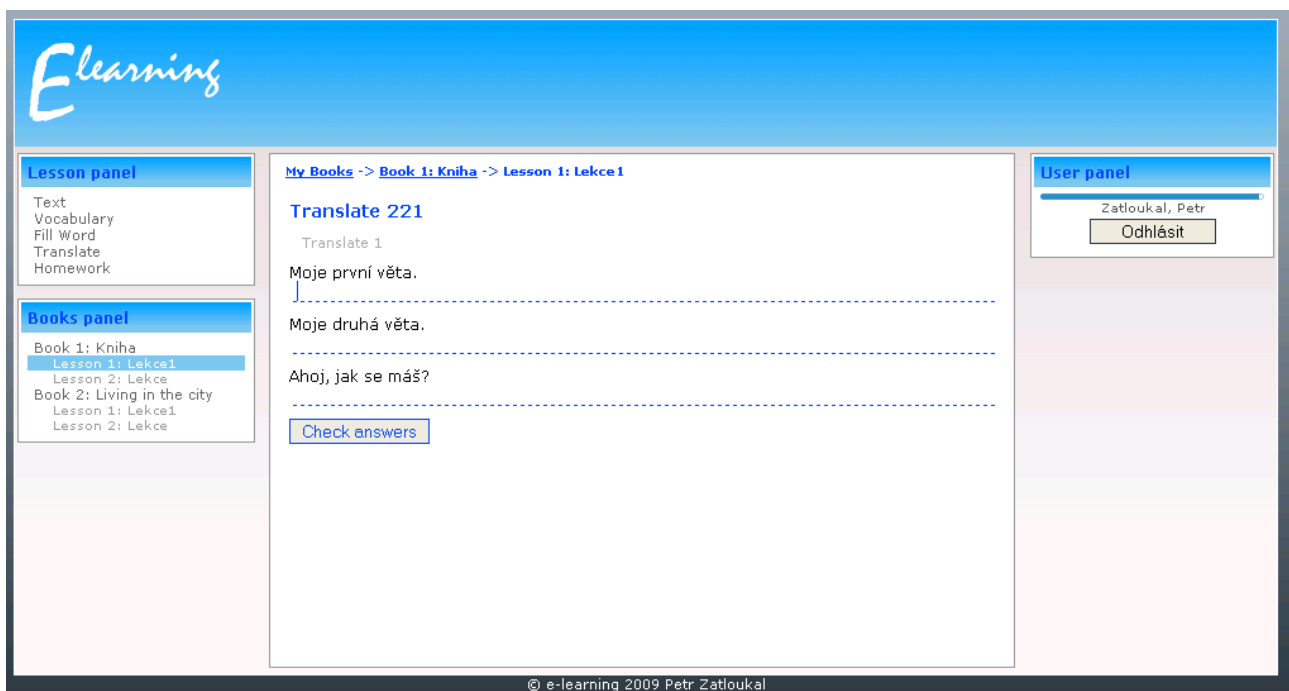 Elearning
Lesson panel
Text
Vocabulary
Fill Word
Translate
Homework
Books panel
Book 1: Kniha
Lesson 1: Lekce1
Lesson 2: Lekce
Book 2: Living in the city
Lesson 1: Lekce1
Lesson 2: Lekce
My Books -> Book 1: Kniha -> Lesson 1: Lekce1
Translate 221
Translate 1
Moje první věta.
Moje druhá věta.
Ahoj, jak se máš?
Check answers
User panel
Zatloukal, Petr
Odhlásit
© e-learning 2009 Petr Zatloukal